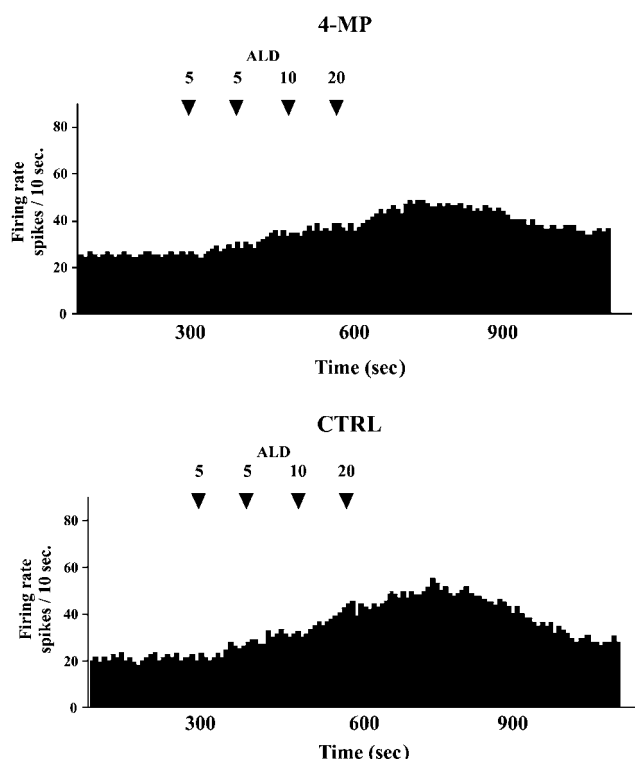 4-MP
ALD
5 5 10 20
Firing rate
spikes / 10 sec.
80
60
40
20
0
300 600 900
Time (sec)
CTRL
ALD
5 5 10 20
Firing rate
spikes / 10 sec.
80
60
40
20
0
300 600 900
Time (sec)